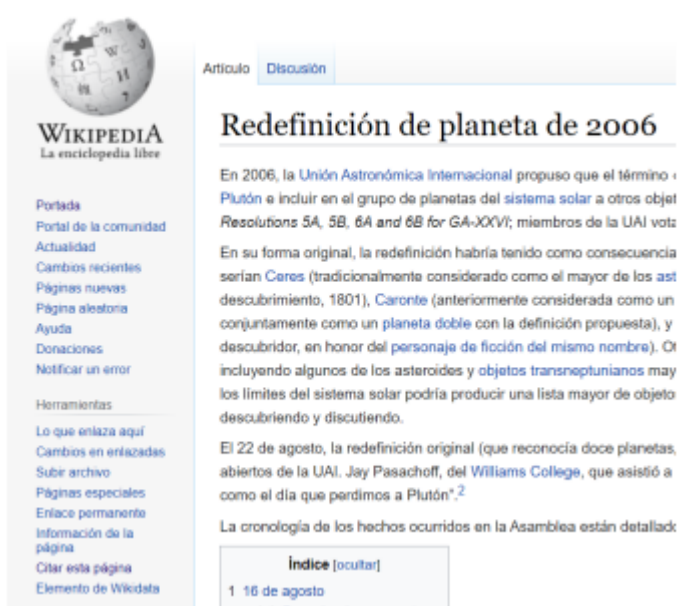 WIKIPEDIA
La enciclopedia libre
Portada
Portal de la comunidad
Actualidad
Cambios recientes
Páginas nuevas
Página aleatoria
Ayuda
Donaciones
Notificar un error
Herramientas
Lo que enlaza aquí
Cambios en enlazadas
Subir archivo
Páginas especiales
Enlace permanente
Información de la
página
Citar esta página
Elemento de Wikidata
Artículo Discusión
Redefinición de planeta de 2006
En 2006, la Unión Astronómica Internacional propuso que el término
Plutón e incluir en el grupo de planetas del sistema solar a otros objet
Resolutions 5A, 5B, 6A and 6B for GA-XXVI; miembros de la UAI vota
En su forma original, la redefinición habría tenido como consecuencia
serían Ceres (tradicionalmente considerado como el mayor de los ast
descubrimiento, 1801), Caronte (anteriormente considerada como un
conjuntamente como un planeta doble con la definición propuesta), y
descubridor, en honor del personaje de ficción del mismo nombre). Ot
incluyendo algunos de los asteroides y objetos transneptunianos may
los límites del sistema solar podría producir una lista mayor de objeto
descubriendo y discutiendo.
El 22 de agosto, la redefinición original (que reconocía doce planetas,
abiertos de la UAI. Jay Pasachoff, del Williams College, que asistió a
como el día que perdimos a Plutón".2
La cronología de los hechos ocurridos en la Asamblea están detallado
Índice [ocultar]
1 16 de agosto